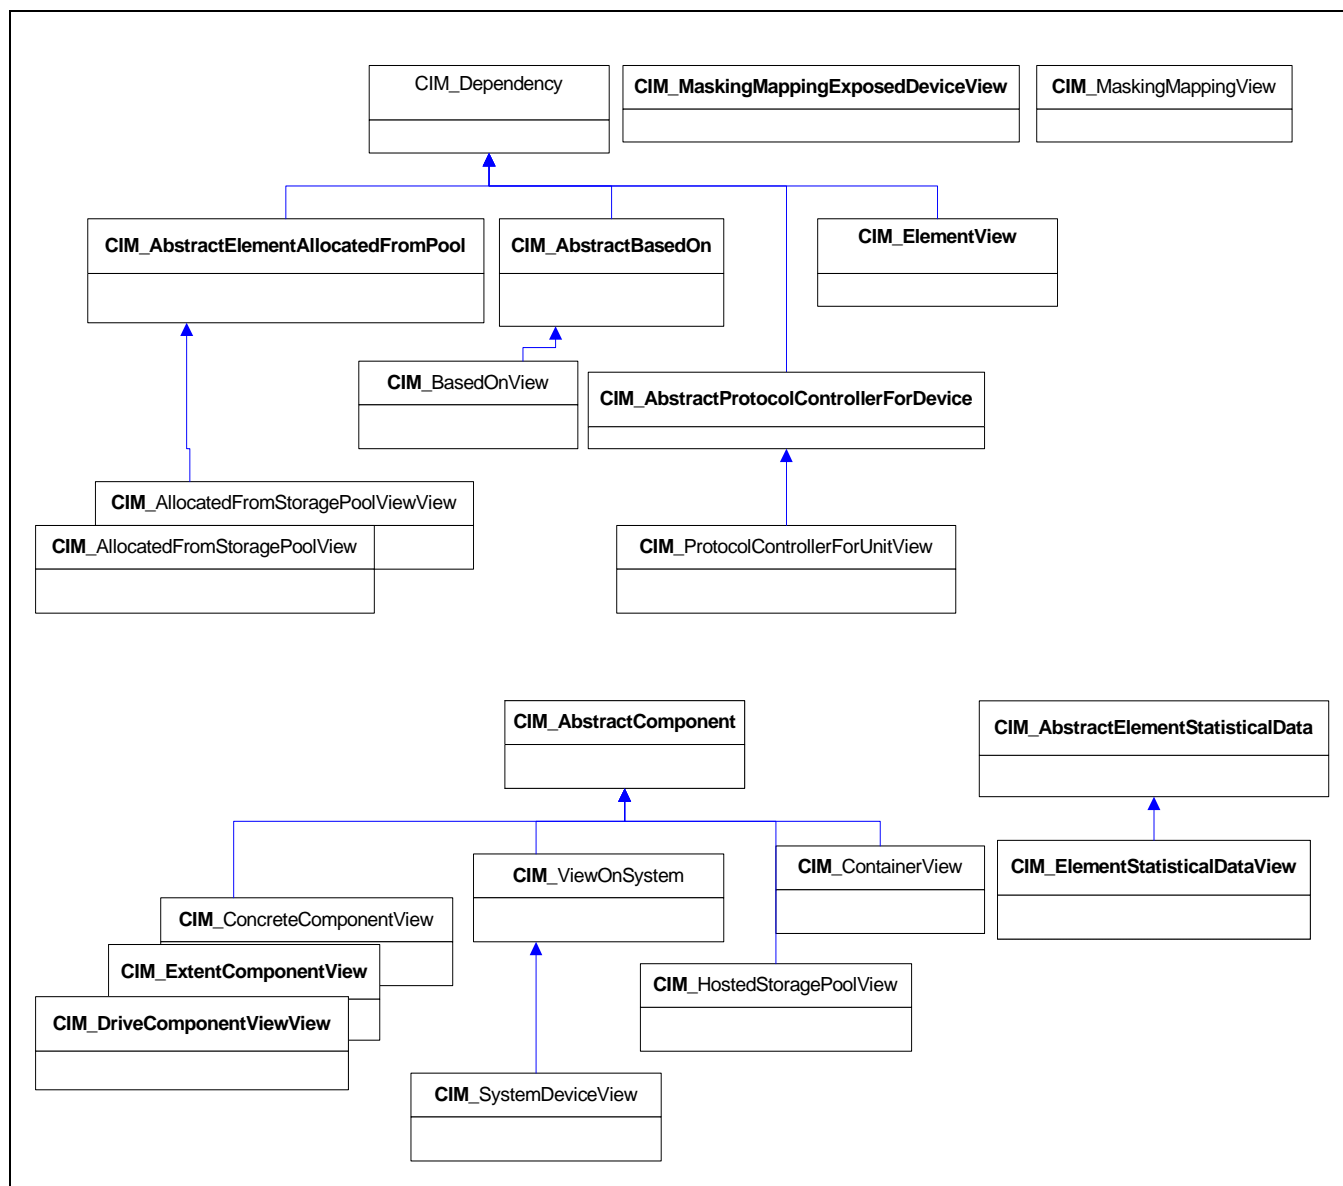 CIM_Dependency
CIM_MaskingMappingExposedDeviceView
CIM_MaskingMappingView
CIM_AbstractElementAllocatedFromPool
CIM_AbstractBasedOn
CIM_ElementView
CIM_BasedOnView
CIM_AbstractProtocolControllerForDevice
CIM_AllocatedFromStoragePoolViewView
CIM_AllocatedFromStoragePoolView
CIM_ProtocolControllerForUnitView
CIM_AbstractComponent
CIM_AbstractElementStatisticalData
CIM_ViewOnSystem
CIM_ContainerView
CIM_ElementStatisticalDataView
CIM_ConcreteComponentView
CIM_ExtentComponentView
CIM_HostedStoragePoolView
CIM_DriveComponentViewView
CIM_SystemDeviceView